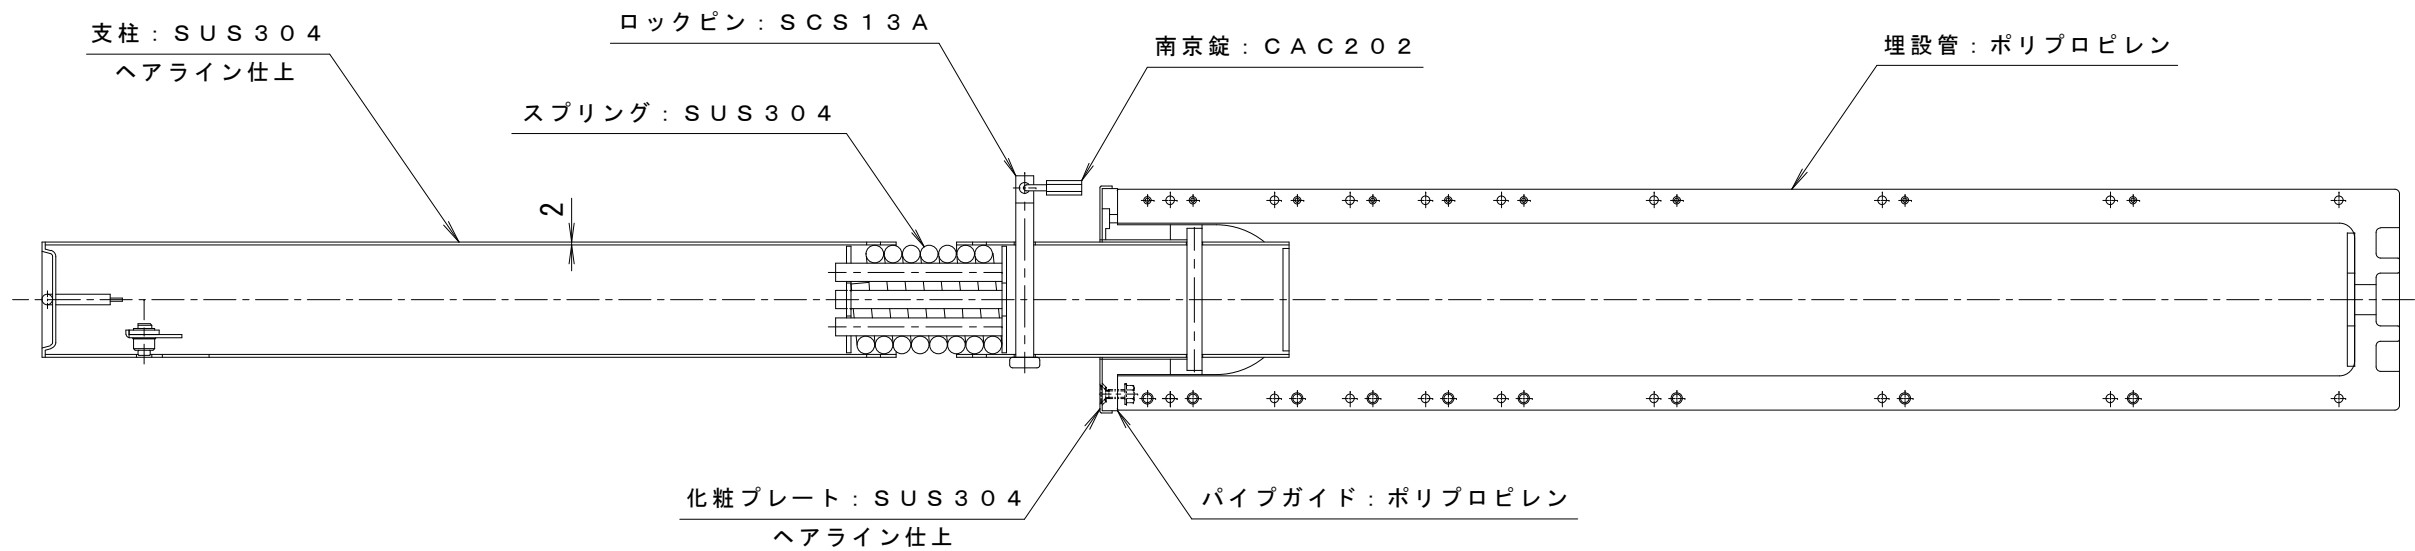 支柱：ＳＵＳ３０４
ヘアライン仕上
ロックピン：ＳＣＳ１３Ａ
南京錠：ＣＡＣ２０２
埋設管：ポリプロピレン
スプリング：ＳＵＳ３０４
2
化粧プレート：ＳＵＳ３０４
ヘアライン仕上
パイプガイド：ポリプロピレン